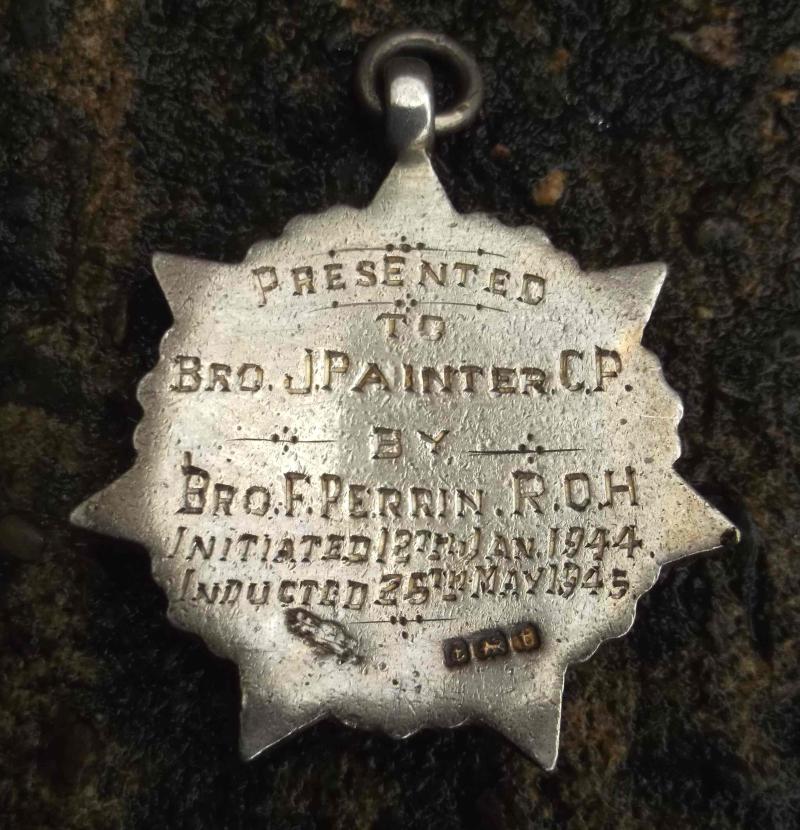 PRESENTED
TO
BRO. J. PAINTER. C.P.
BY
BRO. F. PERRIN. R.O.H
INITIATED 12TH JAN. 1944
INDUCTED 25TH MAY 1945